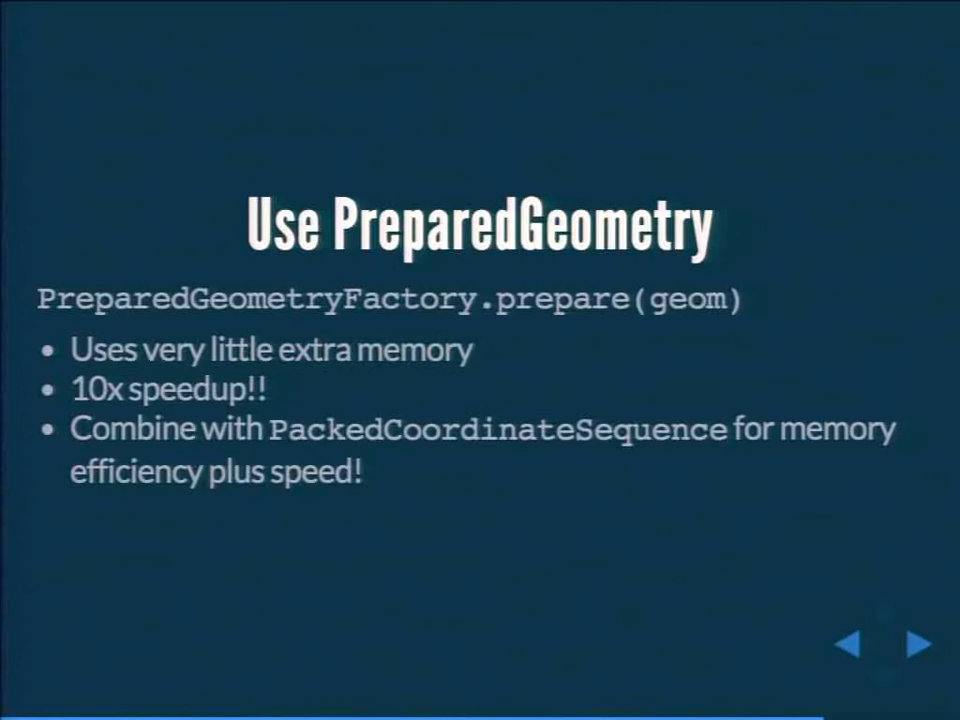 Use PreparedGeometry
PreparedGeometryFactory.prepare(geom)
• Uses very little extra memory
• 10x speedup!!
• Combine with PackedCoordinateSequence for memory
efficiency plus speed!